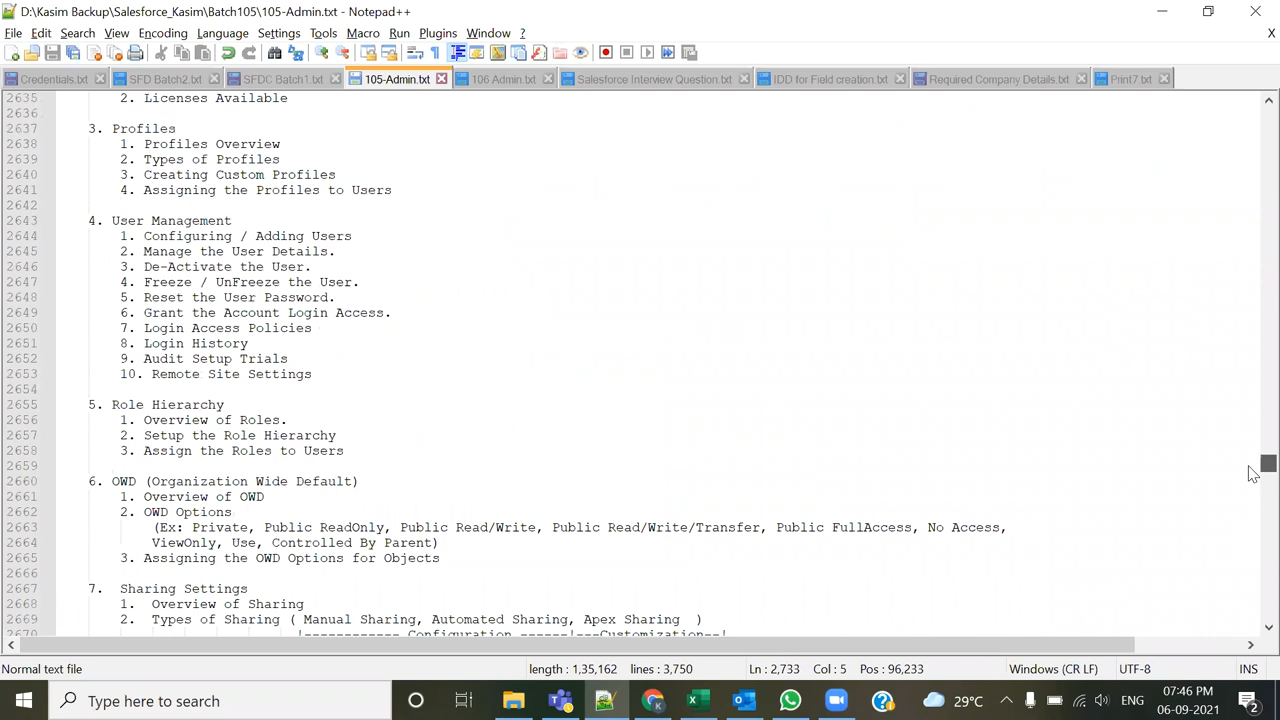 D:\Kasim Backup\Salesforce_Kasim\Batch105\105-Admin.txt - Notepad++
File Edit Search View Encoding Language Settings Tools Macro Run Plugins Window ? X
Credentials.txt SFD Batch2.txt SFDC Batch1.txt 105-Admin.txt 106 Admin.txt Salesforce Interview Question.txt IDD for Field creation.txt Required Company Details.txt Print7.txt
2635 2. Licenses Available
2636
2637 3. Profiles
2638 1. Profiles Overview
2639 2. Types of Profiles
2640 3. Creating Custom Profiles
2641 4. Assigning the Profiles to Users
2642
2643 4. User Management
2644 1. Configuring / Adding Users
2645 2. Manage the User Details.
2646 3. De-Activate the User.
2647 4. Freeze / UnFreeze the User.
2648 5. Reset the User Password.
2649 6. Grant the Account Login Access.
2650 7. Login Access Policies
2651 8. Login History
2652 9. Audit Setup Trials
2653 10. Remote Site Settings
2654
2655 5. Role Hierarchy
2656 1. Overview of Roles.
2657 2. Setup the Role Hierarchy
2658 3. Assign the Roles to Users
2659
2660 6. OWD (Organization Wide Default)
2661 1. Overview of OWD
2662 2. OWD Options
2663 (Ex: Private, Public ReadOnly, Public Read/Write, Public Read/Write/Transfer, Public FullAccess, No Access,
2664 ViewOnly, Use, Controlled By Parent)
2665 3. Assigning the OWD Options for Objects
2666
2667 7. Sharing Settings
2668 1. Overview of Sharing
2669 2. Types of Sharing ( Manual Sharing, Automated Sharing, Apex Sharing )
2670 !------------ Configuration ------!---Customization--!
Normal text file length : 1,35,162 lines : 3,750 Ln : 2,733 Col : 5 Pos : 96,233 Windows (CR LF) UTF-8 INS
Type here to search 29°C ENG 07:46 PM
06-09-2021 2